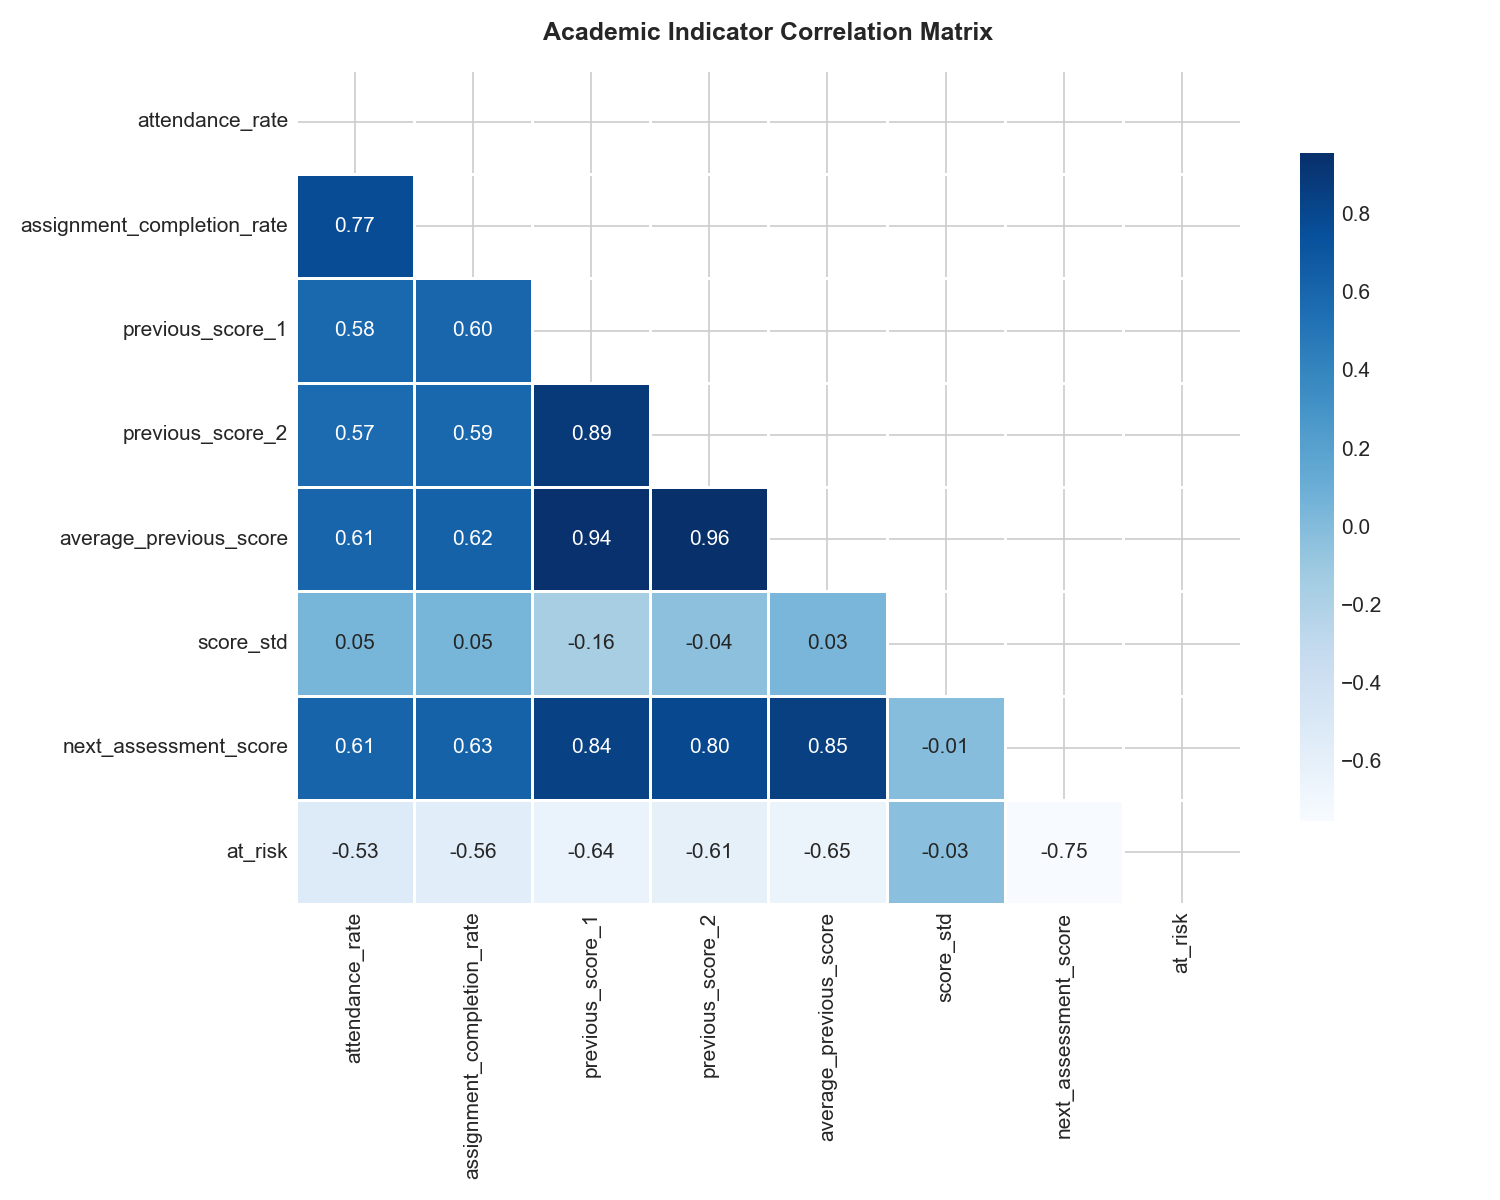 Academic Indicator Correlation Matrix
attendance_rate
assignment_completion_rate 0.77
previous_score_1 0.58 0.60
previous_score_2 0.57 0.59 0.89
average_previous_score 0.61 0.62 0.94 0.96
score_std 0.05 0.05 -0.16 -0.04 0.03
next_assessment_score 0.61 0.63 0.84 0.80 0.85 -0.01
at_risk -0.53 -0.56 -0.64 -0.61 -0.65 -0.03 -0.75
attendance_rate
assignment_completion_rate
previous_score_1
previous_score_2
average_previous_score
score_std
next_assessment_score
at_risk
0.8
0.6
0.4
0.2
0.0
−0.2
−0.4
−0.6